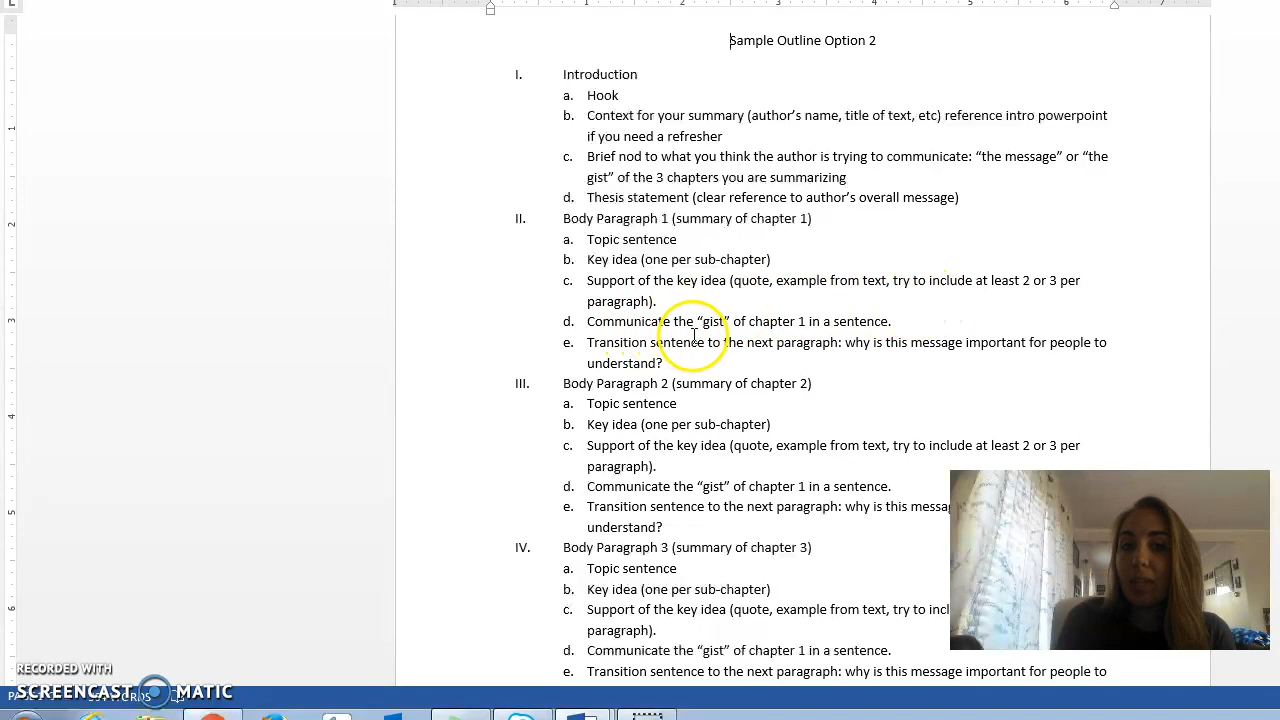 Sample Outline Option 2
I. Introduction
a. Hook
b. Context for your summary (author’s name, title of text, etc) reference intro powerpoint
if you need a refresher
c. Brief nod to what you think the author is trying to communicate: “the message” or “the
gist” of the 3 chapters you are summarizing
d. Thesis statement (clear reference to author’s overall message)
II. Body Paragraph 1 (summary of chapter 1)
a. Topic sentence
b. Key idea (one per sub-chapter)
c. Support of the key idea (quote, example from text, try to include at least 2 or 3 per
paragraph).
d. Communicate the “gist” of chapter 1 in a sentence.
e. Transition sentence to the next paragraph: why is this message important for people to
understand?
III. Body Paragraph 2 (summary of chapter 2)
a. Topic sentence
b. Key idea (one per sub-chapter)
c. Support of the key idea (quote, example from text, try to include at least 2 or 3 per
paragraph).
d. Communicate the “gist” of chapter 1 in a sentence.
e. Transition sentence to the next paragraph: why is this
understand?
IV. Body Paragraph 3 (summary of chapter 3)
a. Topic sentence
b. Key idea (one per sub-chapter)
c. Support of the key idea (quote, example from text, try to
paragraph).
d. Communicate the “gist” of chapter 1 in a sentence.
e. Transition sentence to the next paragraph: why is this message important for people to
RECORDED WITH
SCREENCAST MATIC